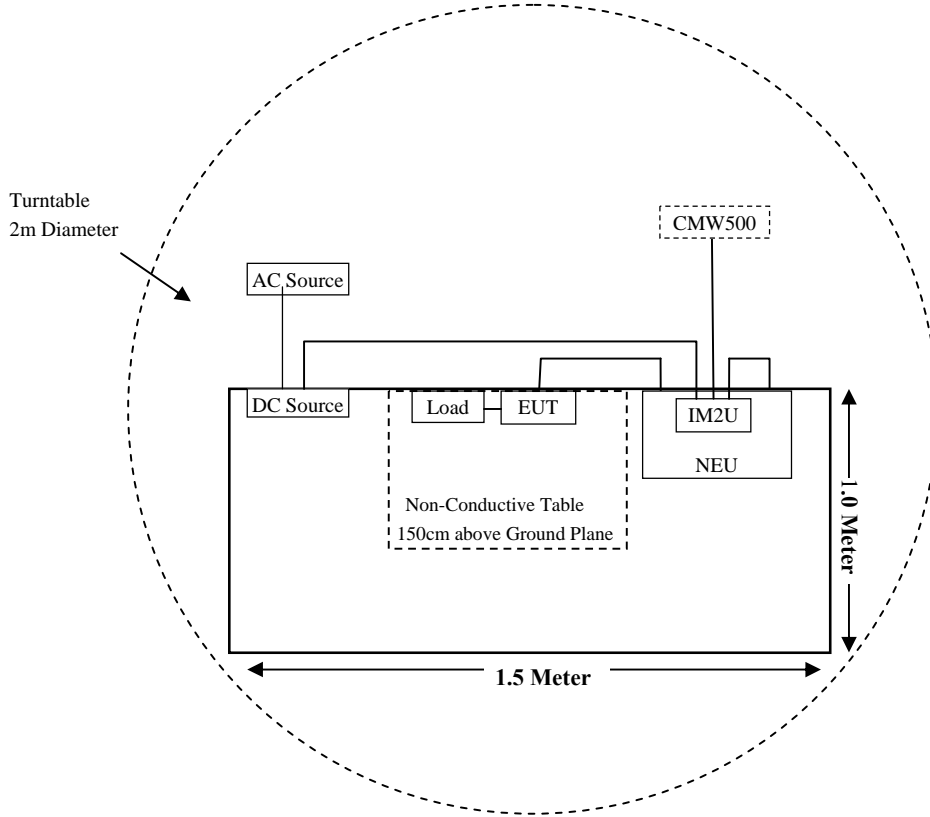 Turntable
2m Diameter
CMW500
AC Source
DC Source
Load
EUT
IM2U
NEU
Non-Conductive Table
150cm above Ground Plane
1.0 Meter
1.5 Meter